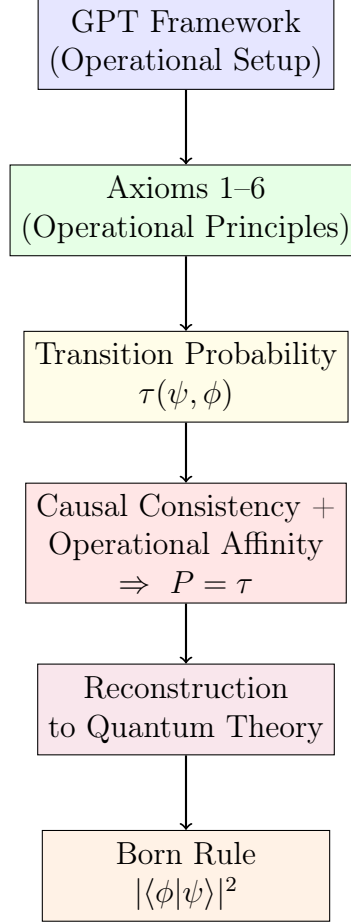 GPT Framework
(Operational Setup)
Axioms 1–6
(Operational Principles)
Transition Probability
τ(ψ, ϕ)
Causal Consistency +
Operational Affinity
⇒ P = τ
Reconstruction
to Quantum Theory
Born Rule
|⟨ϕ|ψ⟩|²